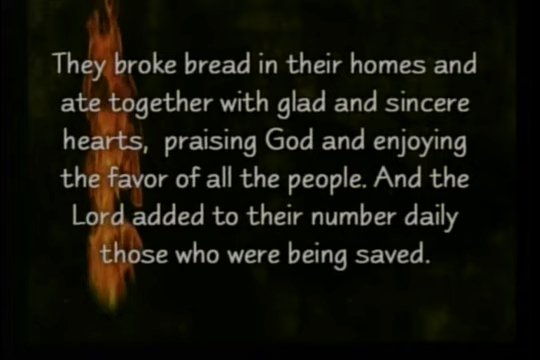 They broke bread in their homes and
ate together with glad and sincere
hearts, praising God and enjoying
the favor of all the people. And the
Lord added to their number daily
those who were being saved.